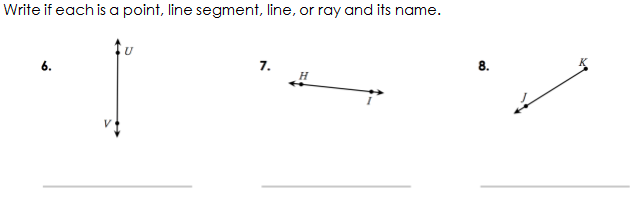 Write if each is a point, line segment, line, or ray and its name.
6. U V
7. H I
8. K J